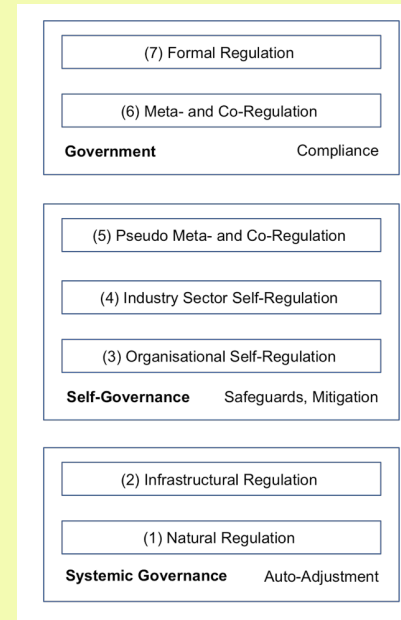 (7) Formal Regulation
(6) Meta- and Co-Regulation
Government Compliance
(5) Pseudo Meta- and Co-Regulation
(4) Industry Sector Self-Regulation
(3) Organisational Self-Regulation
Self-Governance Safeguards, Mitigation
(2) Infrastructural Regulation
(1) Natural Regulation
Systemic Governance Auto-Adjustment